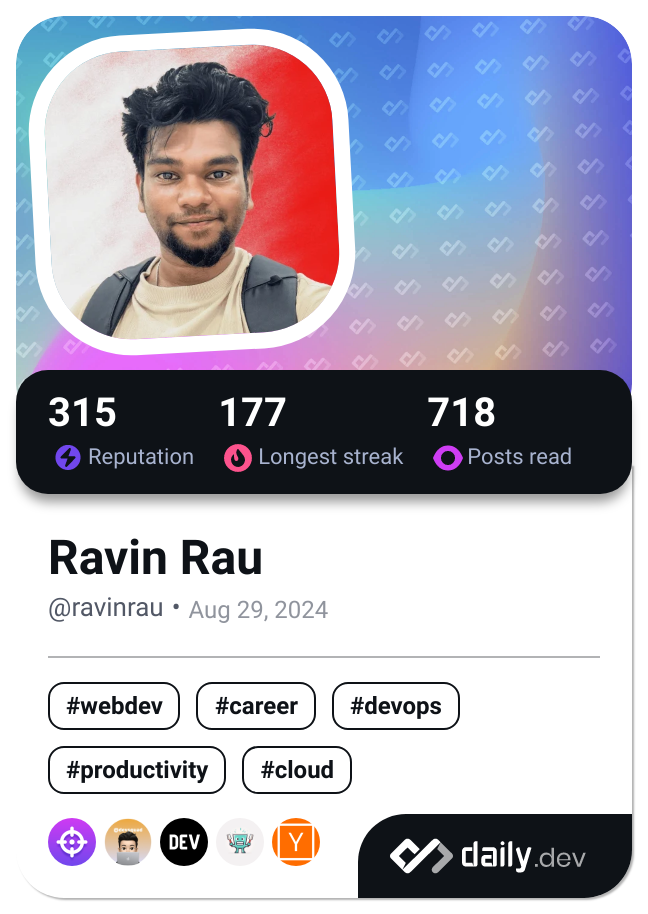 315 177 718
Reputation Longest streak Posts read
Ravin Rau
@ravinrau • Aug 29, 2024
#webdev #career #devops
#productivity #cloud
DEV Y
daily.dev